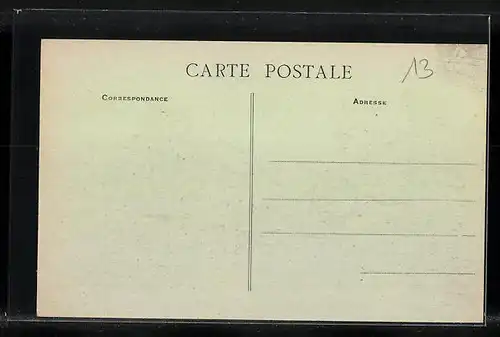 CARTE POSTALE
13
CORRESPONDANCE
ADRESSE